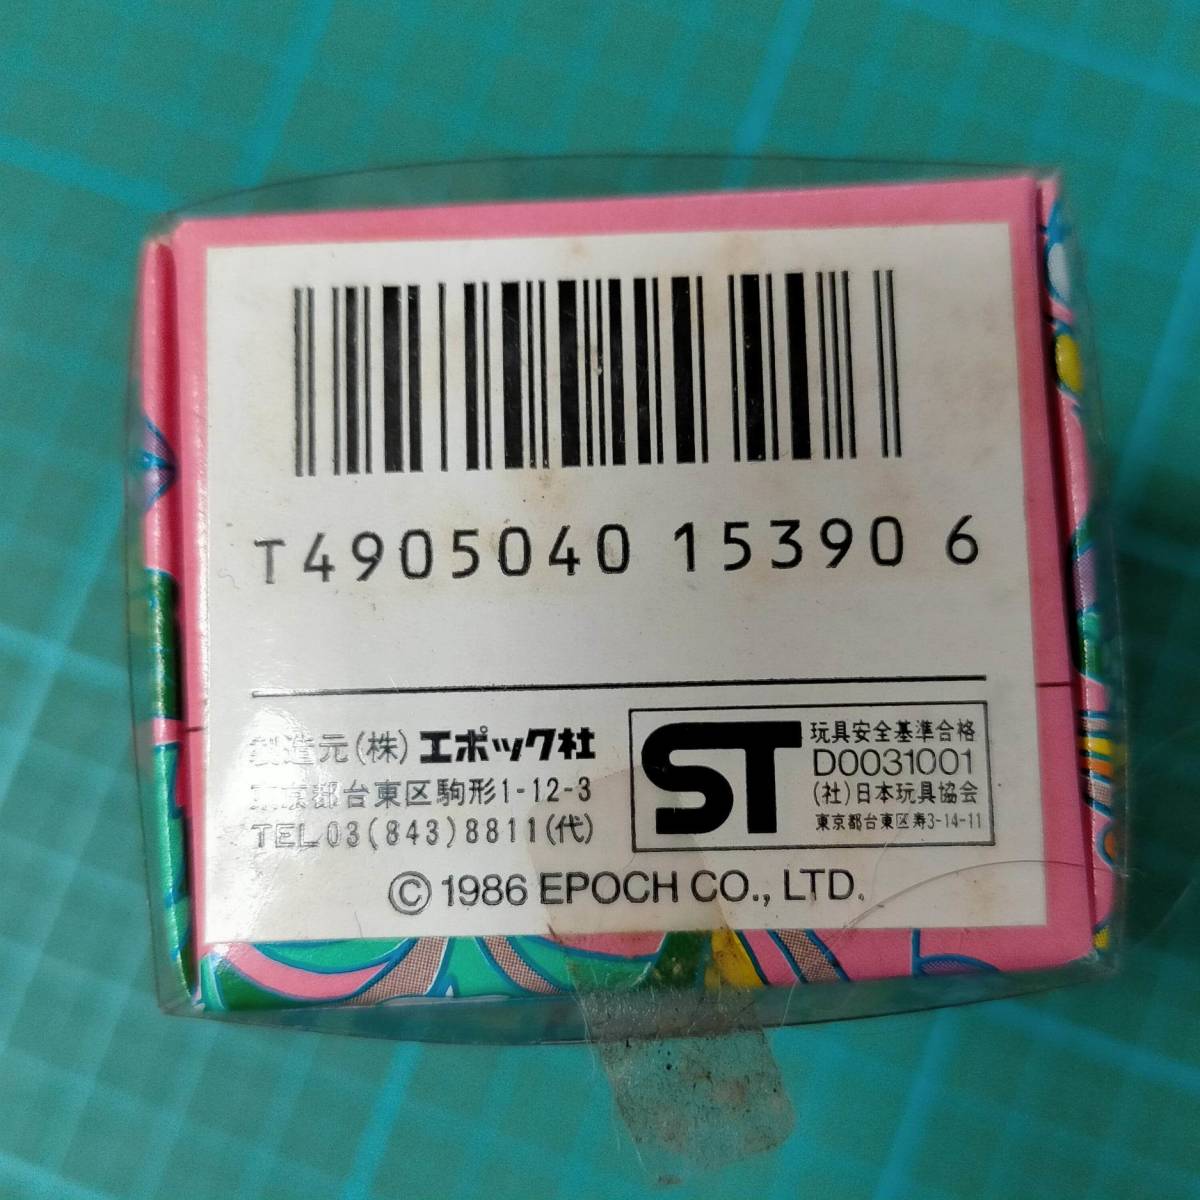 T4905040 15390 6
製造元(株)エポック社
東京都台東区駒形1-12-3
TEL03(843)8811(代)
ST
玩具安全基準合格
D0031001
(社)日本玩具協会
東京都台東区寿3-14-11
©1986 EPOCH CO., LTD.